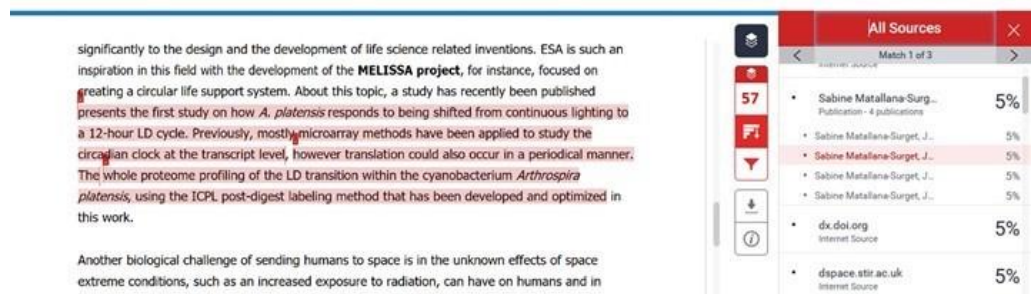 significantly to the design and the development of life science related inventions. ESA is such an
inspiration in this field with the development of the MELISSA project, for instance, focused on
creating a circular life support system. About this topic, a study has recently been published
presents the first study on how A. platensis responds to being shifted from continuous lighting to
a 12-hour LD cycle. Previously, mostly microarray methods have been applied to study the
circadian clock at the transcript level, however translation could also occur in a periodical manner.
The whole proteome profiling of the LD transition within the cyanobacterium Arthrospira
platensis, using the ICPL post-digest labeling method that has been developed and optimized in
this work.
Another biological challenge of sending humans to space is in the unknown effects of space
extreme conditions, such as an increased exposure to radiation, can have on humans and in
57
All Sources
Match 1 of 3
Internet Source
Sabine Matallana-Surg... 5%
Publication - 4 publications
Sabine Matallana-Surget, J... 5%
Sabine Matallana-Surget, J... 5%
Sabine Matallana-Surget, J... 5%
Sabine Matallana-Surget, J... 5%
dx.doi.org 5%
Internet Source
dspace.stir.ac.uk 5%
Internet Source